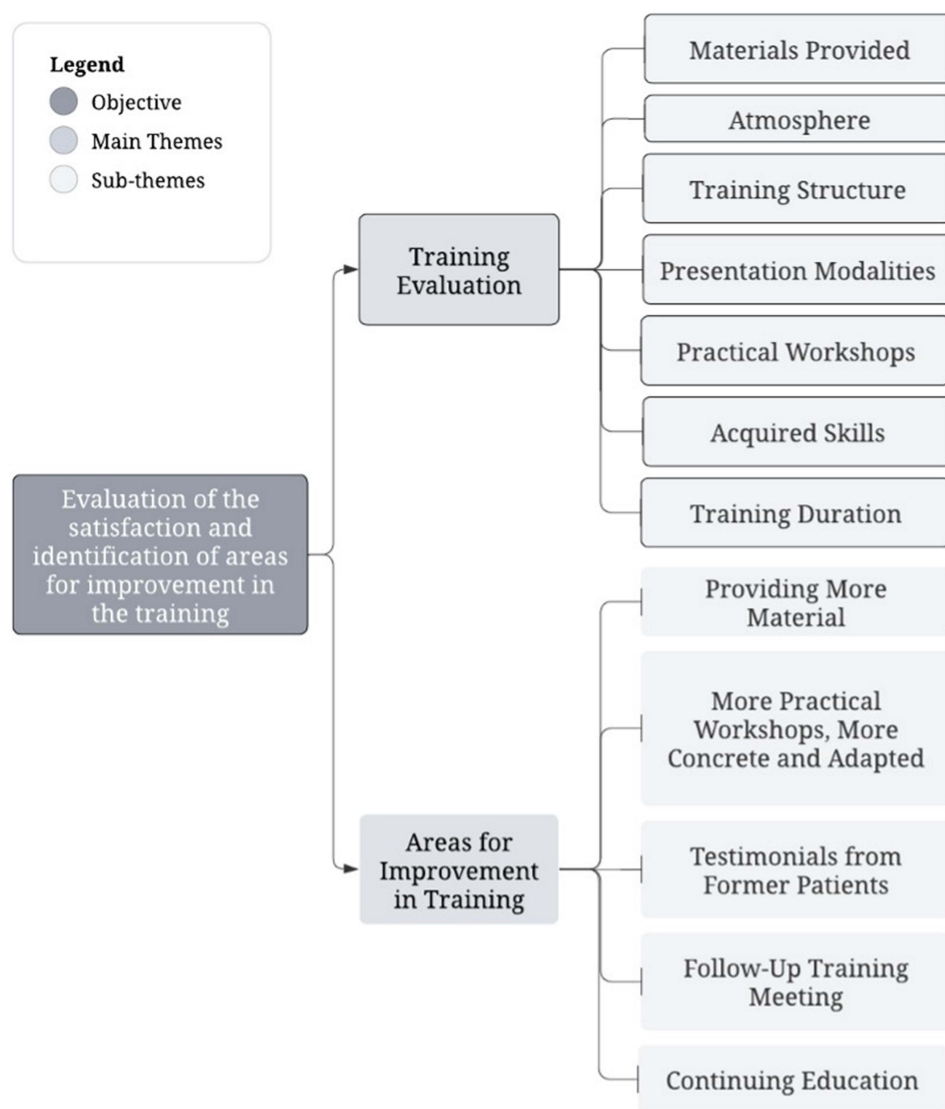 Legend
Objective
Main Themes
Sub-themes
Evaluation of the
satisfaction and
identification of areas
for improvement in
the training
Training
Evaluation
Materials Provided
Atmosphere
Training Structure
Presentation Modalities
Practical Workshops
Acquired Skills
Training Duration
Areas for
Improvement
in Training
Providing More
Material
More Practical
Workshops, More
Concrete and Adapted
Testimonials from
Former Patients
Follow-Up Training
Meeting
Continuing Education